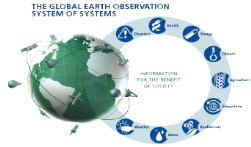 THE GLOBAL EARTH OBSERVATION
SYSTEM OF SYSTEMS
Disasters
Health
Energy
Climate
Agriculture
Ecosystems
Biodiversity
Water
Weather
INFORMATION
FOR THE BENEFIT
OF SOCIETY